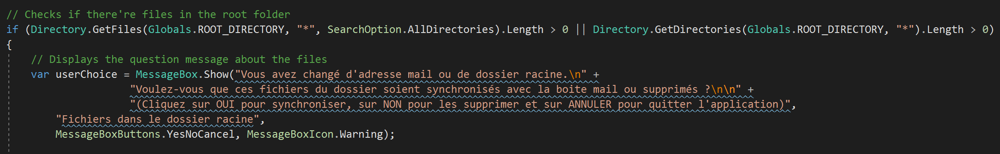 // Checks if there're files in the root folder
if (Directory.GetFiles(Globals.ROOT_DIRECTORY, "*", SearchOption.AllDirectories).Length > 0 || Directory.GetDirectories(Globals.ROOT_DIRECTORY, "*").Length > 0)
{
// Displays the question message about the files
var userChoice = MessageBox.Show("Vous avez changé d'adresse mail ou de dossier racine.\n" +
"Voulez-vous que ces fichiers du dossier soient synchronisés avec la boite mail ou supprimés ?\n\n" +
"(Cliquez sur OUI pour synchroniser, sur NON pour les supprimer et sur ANNULER pour quitter l'application)",
"Fichiers dans le dossier racine",
MessageBoxButtons.YesNoCancel, MessageBoxIcon.Warning);